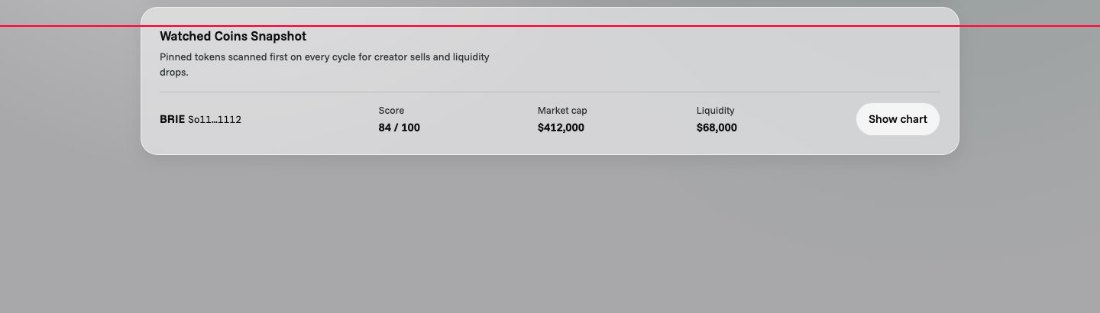 Watched Coins Snapshot
Pinned tokens scanned first on every cycle for creator sells and liquidity
drops.
BRIE So11…1112
Score
84 / 100
Market cap
$412,000
Liquidity
$68,000
Show chart